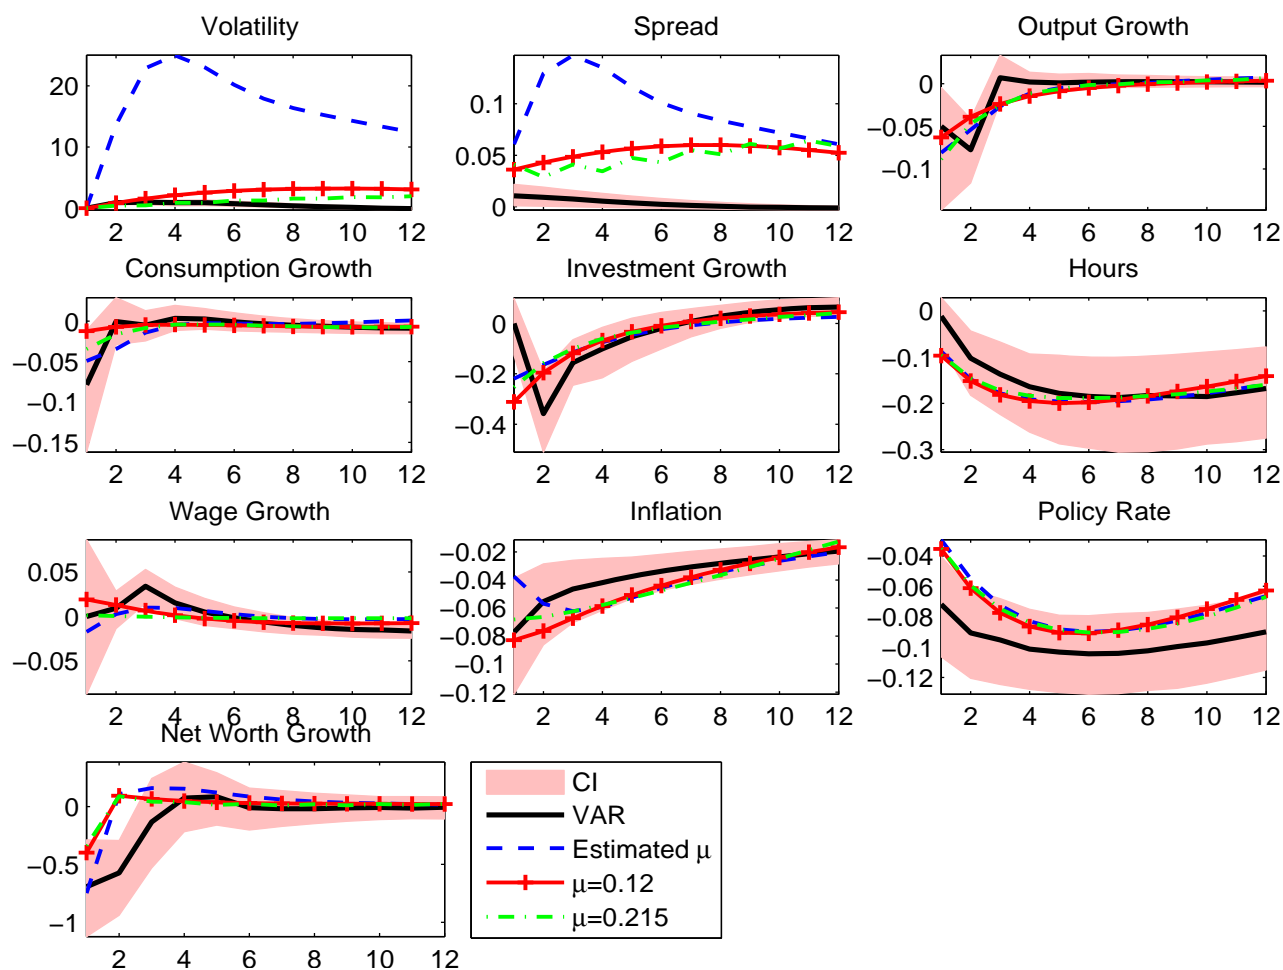 Volatility
Spread
Output Growth
20
10
0
2 4 6 8 10 12
0.1
0.05
0
2 4 6 8 10 12
0
−0.05
−0.1
2 4 6 8 10 12
Consumption Growth
Investment Growth
Hours
0
−0.05
−0.1
−0.15
2 4 6 8 10 12
0
−0.2
−0.4
2 4 6 8 10 12
0
−0.1
−0.2
−0.3
2 4 6 8 10 12
Wage Growth
Inflation
Policy Rate
0.05
0
−0.05
2 4 6 8 10 12
−0.02
−0.04
−0.06
−0.08
−0.1
−0.12
2 4 6 8 10 12
−0.04
−0.06
−0.08
−0.1
−0.12
2 4 6 8 10 12
Net Worth Growth
0
−0.5
−1
2 4 6 8 10 12
CI
VAR
Estimated μ
μ=0.12
μ=0.215